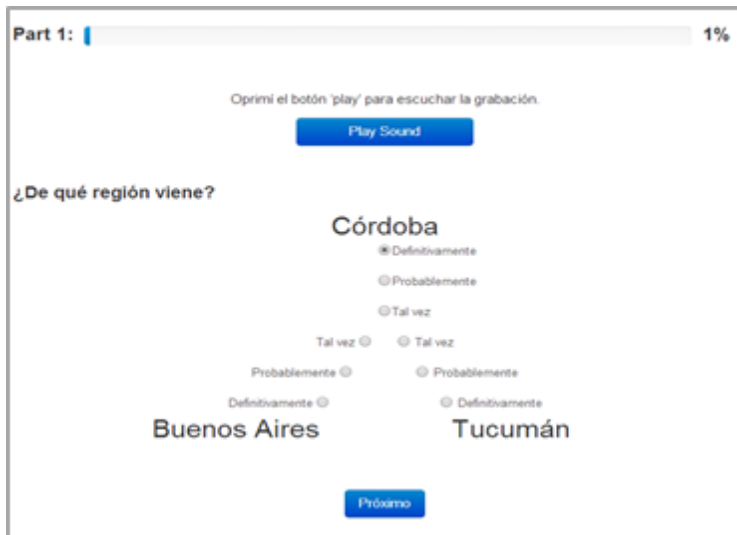 Part 1: 1%
Oprimí el botón 'play' para escuchar la grabación.
Play Sound
¿De qué región viene?
Córdoba
Definitivamente
Probablemente
Tal vez
Tal vez Tal vez
Probablemente Probablemente
Definitivamente Definitivamente
Buenos Aires Tucumán
Próximo